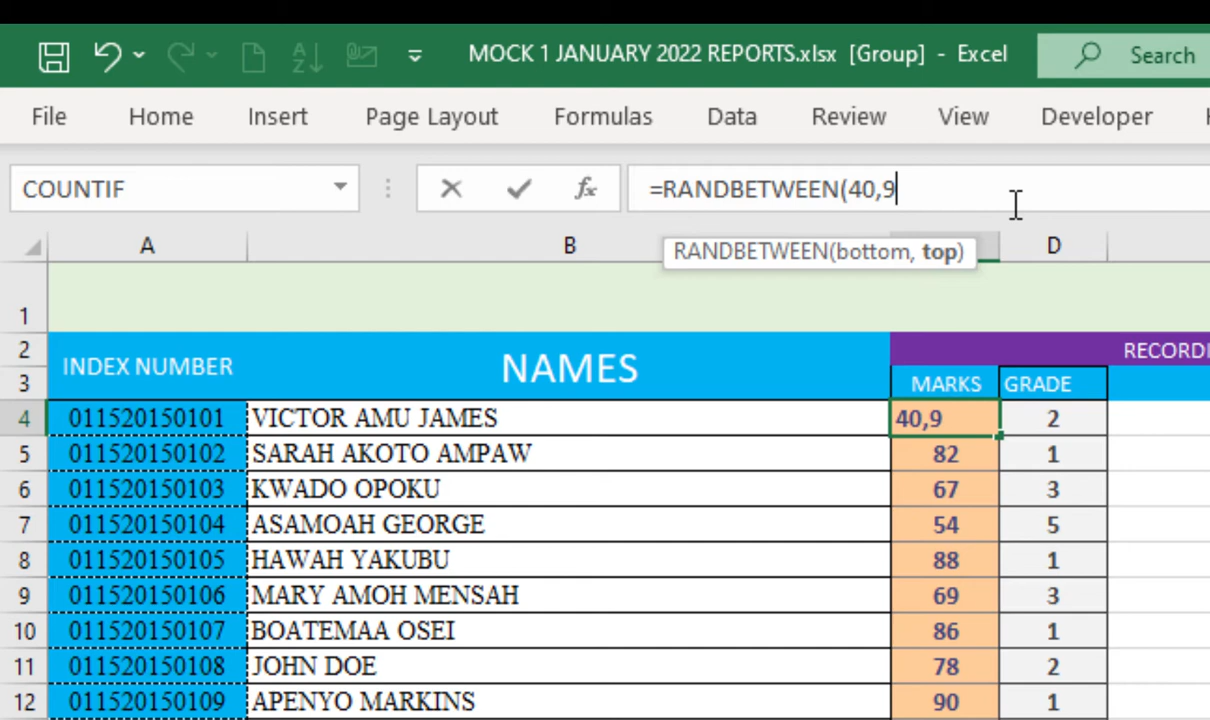 MOCK 1 JANUARY 2022 REPORTS.xlsx [Group] - Excel Search
File Home Insert Page Layout Formulas Data Review View Developer
COUNTIF fx =RANDBETWEEN(40,9
RANDBETWEEN(bottom, top)
A B D
1
2 INDEX NUMBER NAMES RECORDI
3 MARKS GRADE
4 011520150101 VICTOR AMU JAMES 40,9 2
5 011520150102 SARAH AKOTO AMPAW 82 1
6 011520150103 KWADO OPOKU 67 3
7 011520150104 ASAMOAH GEORGE 54 5
8 011520150105 HAWAH YAKUBU 88 1
9 011520150106 MARY AMOH MENSAH 69 3
10 011520150107 BOATEMAA OSEI 86 1
11 011520150108 JOHN DOE 78 2
12 011520150109 APENYO MARKINS 90 1